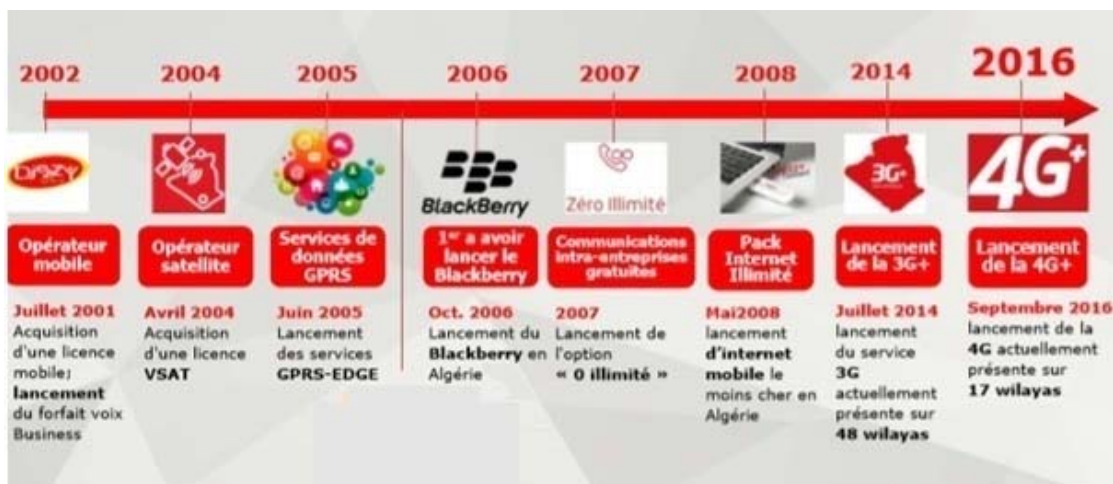 2002
2004
2005
2006
2007
2008
2014
2016
DJEZZY
BlackBerry
Zéro Illimité
3G+
4G+
Opérateur
mobile
Opérateur
satellite
Services de
données
GPRS
1er a avoir
lancer le
Blackberry
Communications
intra-entreprises
gratuites
Pack
Internet
Illimité
Lancement
de la 3G+
Lancement
de la 4G+
Juillet 2001
Acquisition
d'une licence
mobile;
lancement
du forfait voix
Business
Avril 2004
Acquisition
d'une licence
VSAT
Juin 2005
Lancement
des services
GPRS-EDGE
Oct. 2006
Lancement du
Blackberry en
Algérie
2007
Lancement de
l'option
« 0 illimité »
Mai2008
lancement
d'internet
mobile le
moins cher en
Algérie
Juillet 2014
lancement
du service
3G
actuellement
présente sur
48 wilayas
Septembre 2016
lancement de la
4G actuellement
présente sur
17 wilayas